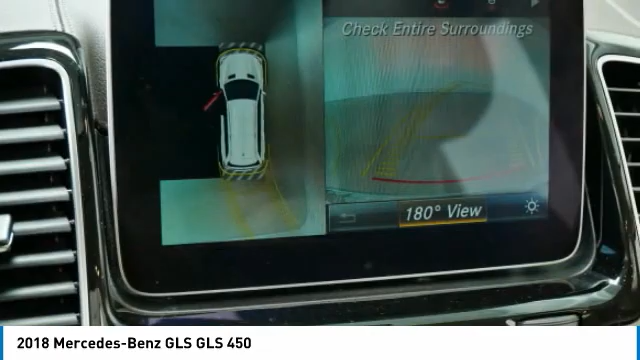 Check Entire Surroundings
180° View
2018 Mercedes-Benz GLS GLS 450